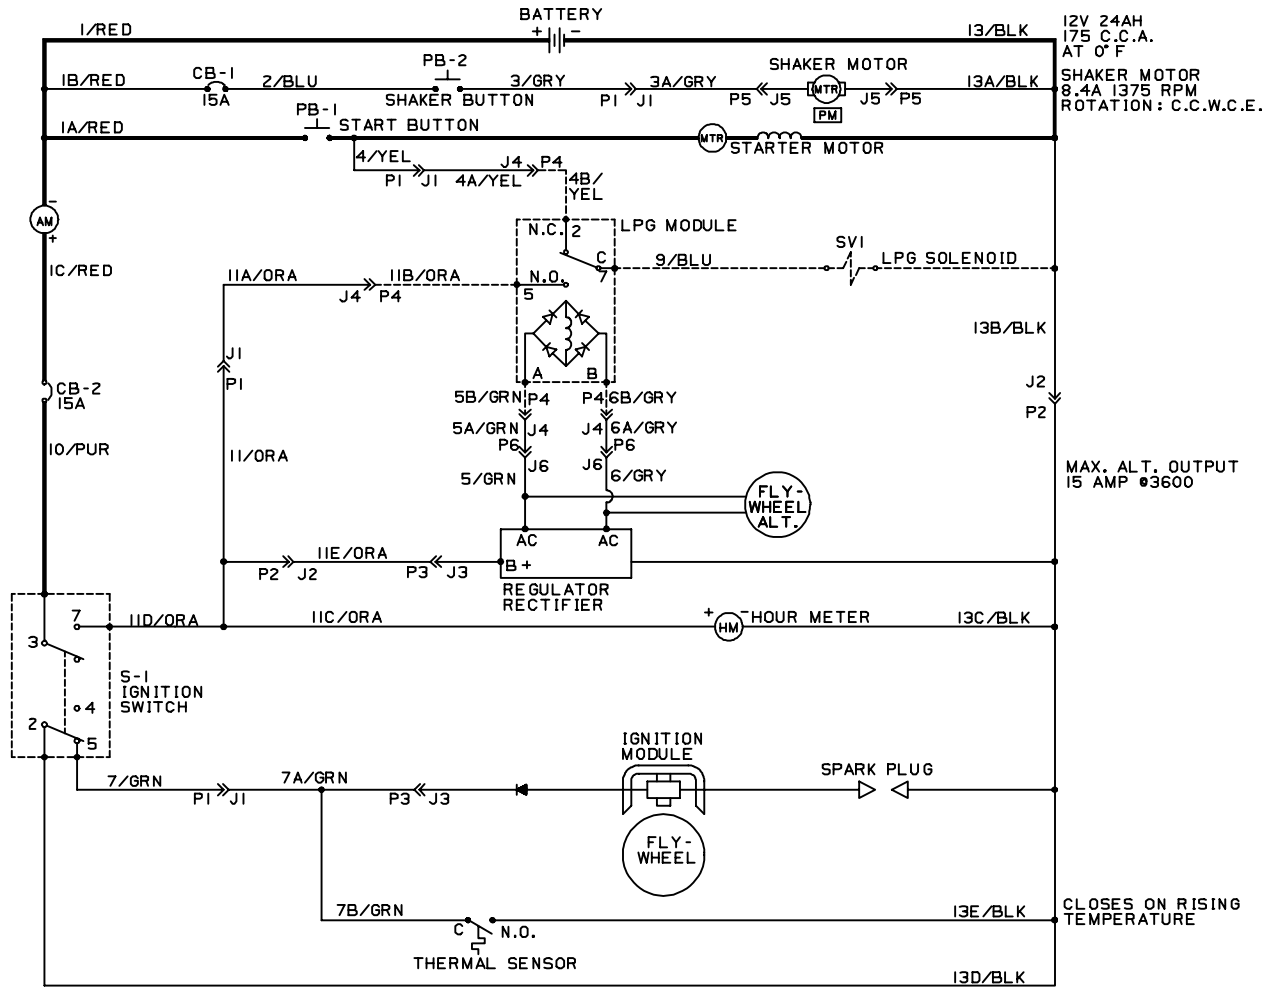 BATTERY
+ -
1/RED
13/BLK
12V 24AH
175 C.C.A.
AT 0°F
1B/RED
CB-1
15A
2/BLU
PB-2
SHAKER BUTTON
3/GRY
P1 J1
3A/GRY
P5 J5
SHAKER MOTOR
MTR
PM
J5 P5
13A/BLK
SHAKER MOTOR
8.4A 1375 RPM
ROTATION: C.C.W.C.E.
1A/RED
PB-1
START BUTTON
MTR
STARTER MOTOR
4/YEL
P1 J1
4A/YEL
J4 P4
4B/
YEL
-
AM
+
1C/RED
N.C. 2
LPG MODULE
C
7
9/BLU
SV1
LPG SOLENOID
11A/ORA
J4 P4
11B/ORA
N.O.
5
13B/BLK
J1
P1
A B
CB-2
15A
J2
P2
5B/GRN P4
P4 6B/GRY
5A/GRN J4
J4 6A/GRY
P6
J6
P6
J6
5/GRN
6/GRY
10/PUR
11/ORA
FLY-
WHEEL
ALT.
MAX. ALT. OUTPUT
15 AMP @3600
AC AC
B+
REGULATOR
RECTIFIER
P2 J2
11E/ORA
P3 J3
7
11D/ORA
11C/ORA
+ -
HM
HOUR METER
13C/BLK
3
S-1
IGNITION
SWITCH
4
2
5
7/GRN
P1 J1
7A/GRN
P3 J3
IGNITION
MODULE
SPARK PLUG
FLY-
WHEEL
7B/GRN
C N.O.
THERMAL SENSOR
13E/BLK
CLOSES ON RISING
TEMPERATURE
13D/BLK